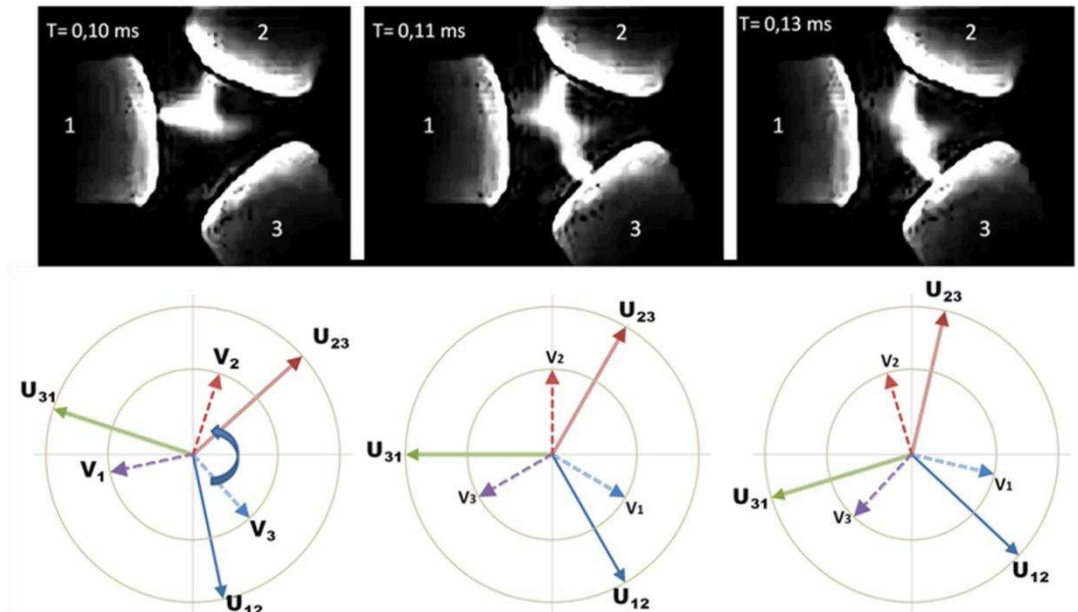 T= 0,10 ms
2
1
3
T= 0,11 ms
2
1
3
T= 0,13 ms
2
1
3
U23
V2
U31
V1
V3
U12
U23
V2
U31
V3
V1
U12
U23
V2
V1
U31
V3
U12